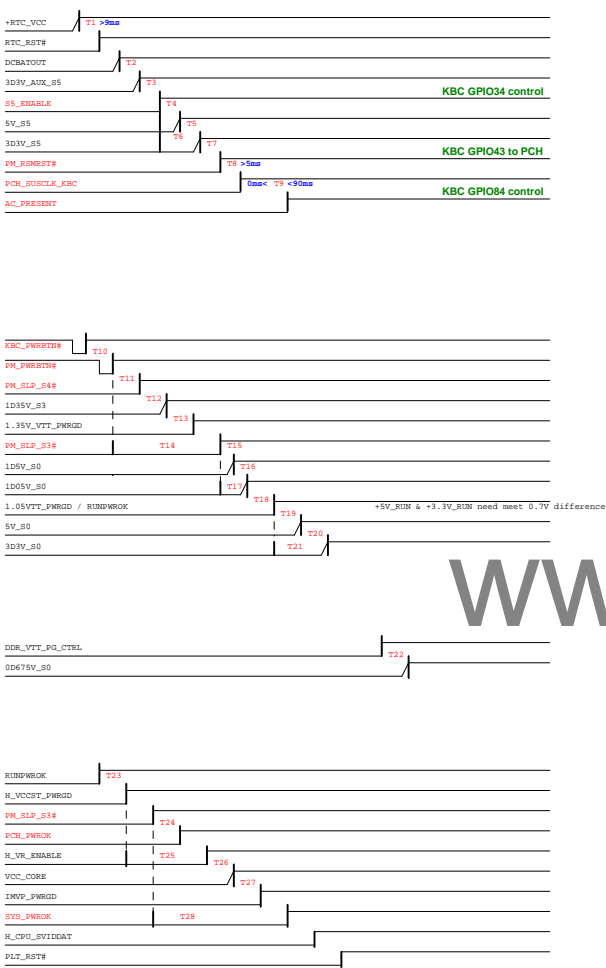 +RTC_VCC
T1 >9ms
RTC_RST#
DCBATOUT
T2
3D3V_AUX_S5
T3
KBC GPIO34 control
S5_ENABLE
T4
5V_S5
T5
T6
3D3V_S5
T7
KBC GPIO43 to PCH
PM_RSMRST#
T8 >5ms
PCH_SUSCLK_KBC
0ms< T9 <90ms
KBC GPIO84 control
AC_PRESENT
KBC_PWRBTN#
T10
PM_PWRBTN#
T11
PM_SLP_S4#
T12
1D35V_S3
T13
1.35V_VTT_PWRGD
PM_SLP_S3#
T14
T15
1D5V_S0
T16
1D05V_S0
T17
T18
1.05VTT_PWRGD / RUNPWROK
+5V_RUN & +3.3V_RUN need meet 0.7V difference
T19
5V_S0
T20
3D3V_S0
T21
WW
DDR_VTT_PG_CTRL
T22
0D675V_S0
RUNPWROK
T23
H_VCCST_PWRGD
PM_SLP_S3#
T24
PCH_PWROK
H_VR_ENABLE
T25
T26
VCC_CORE
T27
IMVP_PWRGD
SYS_PWROK
T28
H_CPU_SVIDDAT
PLT_RST#